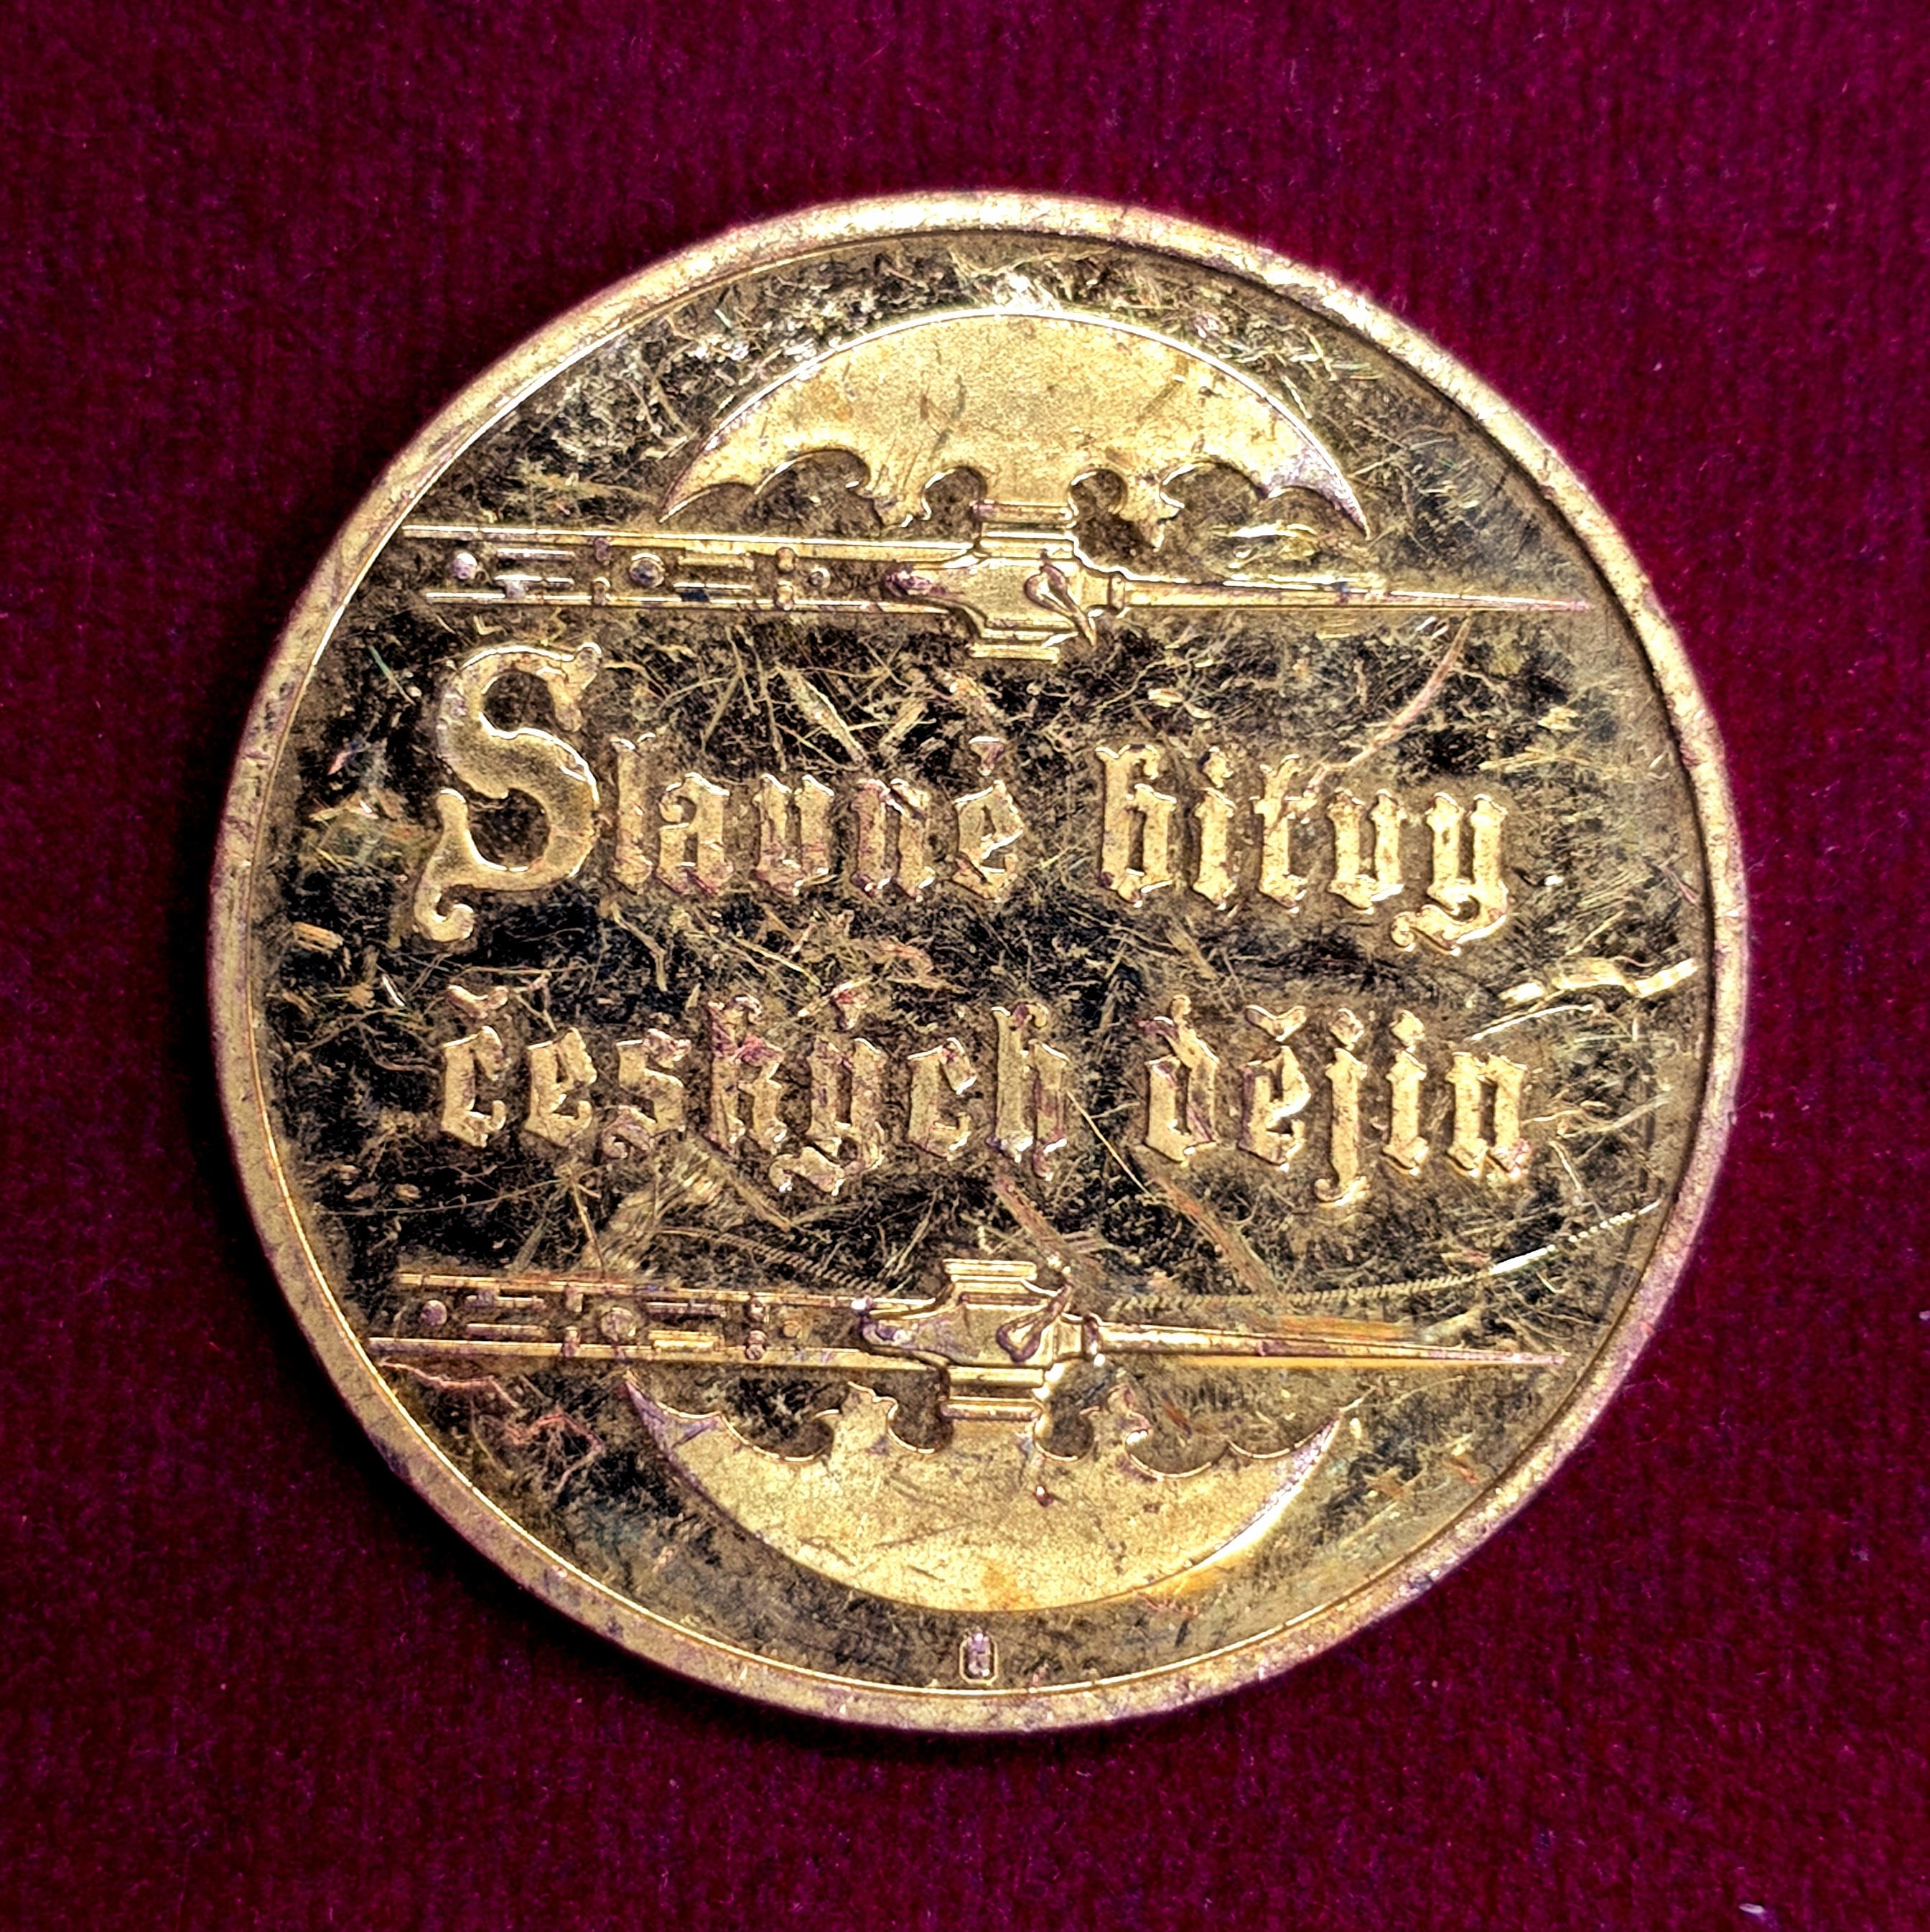 Slavné bitvy
českých dějin